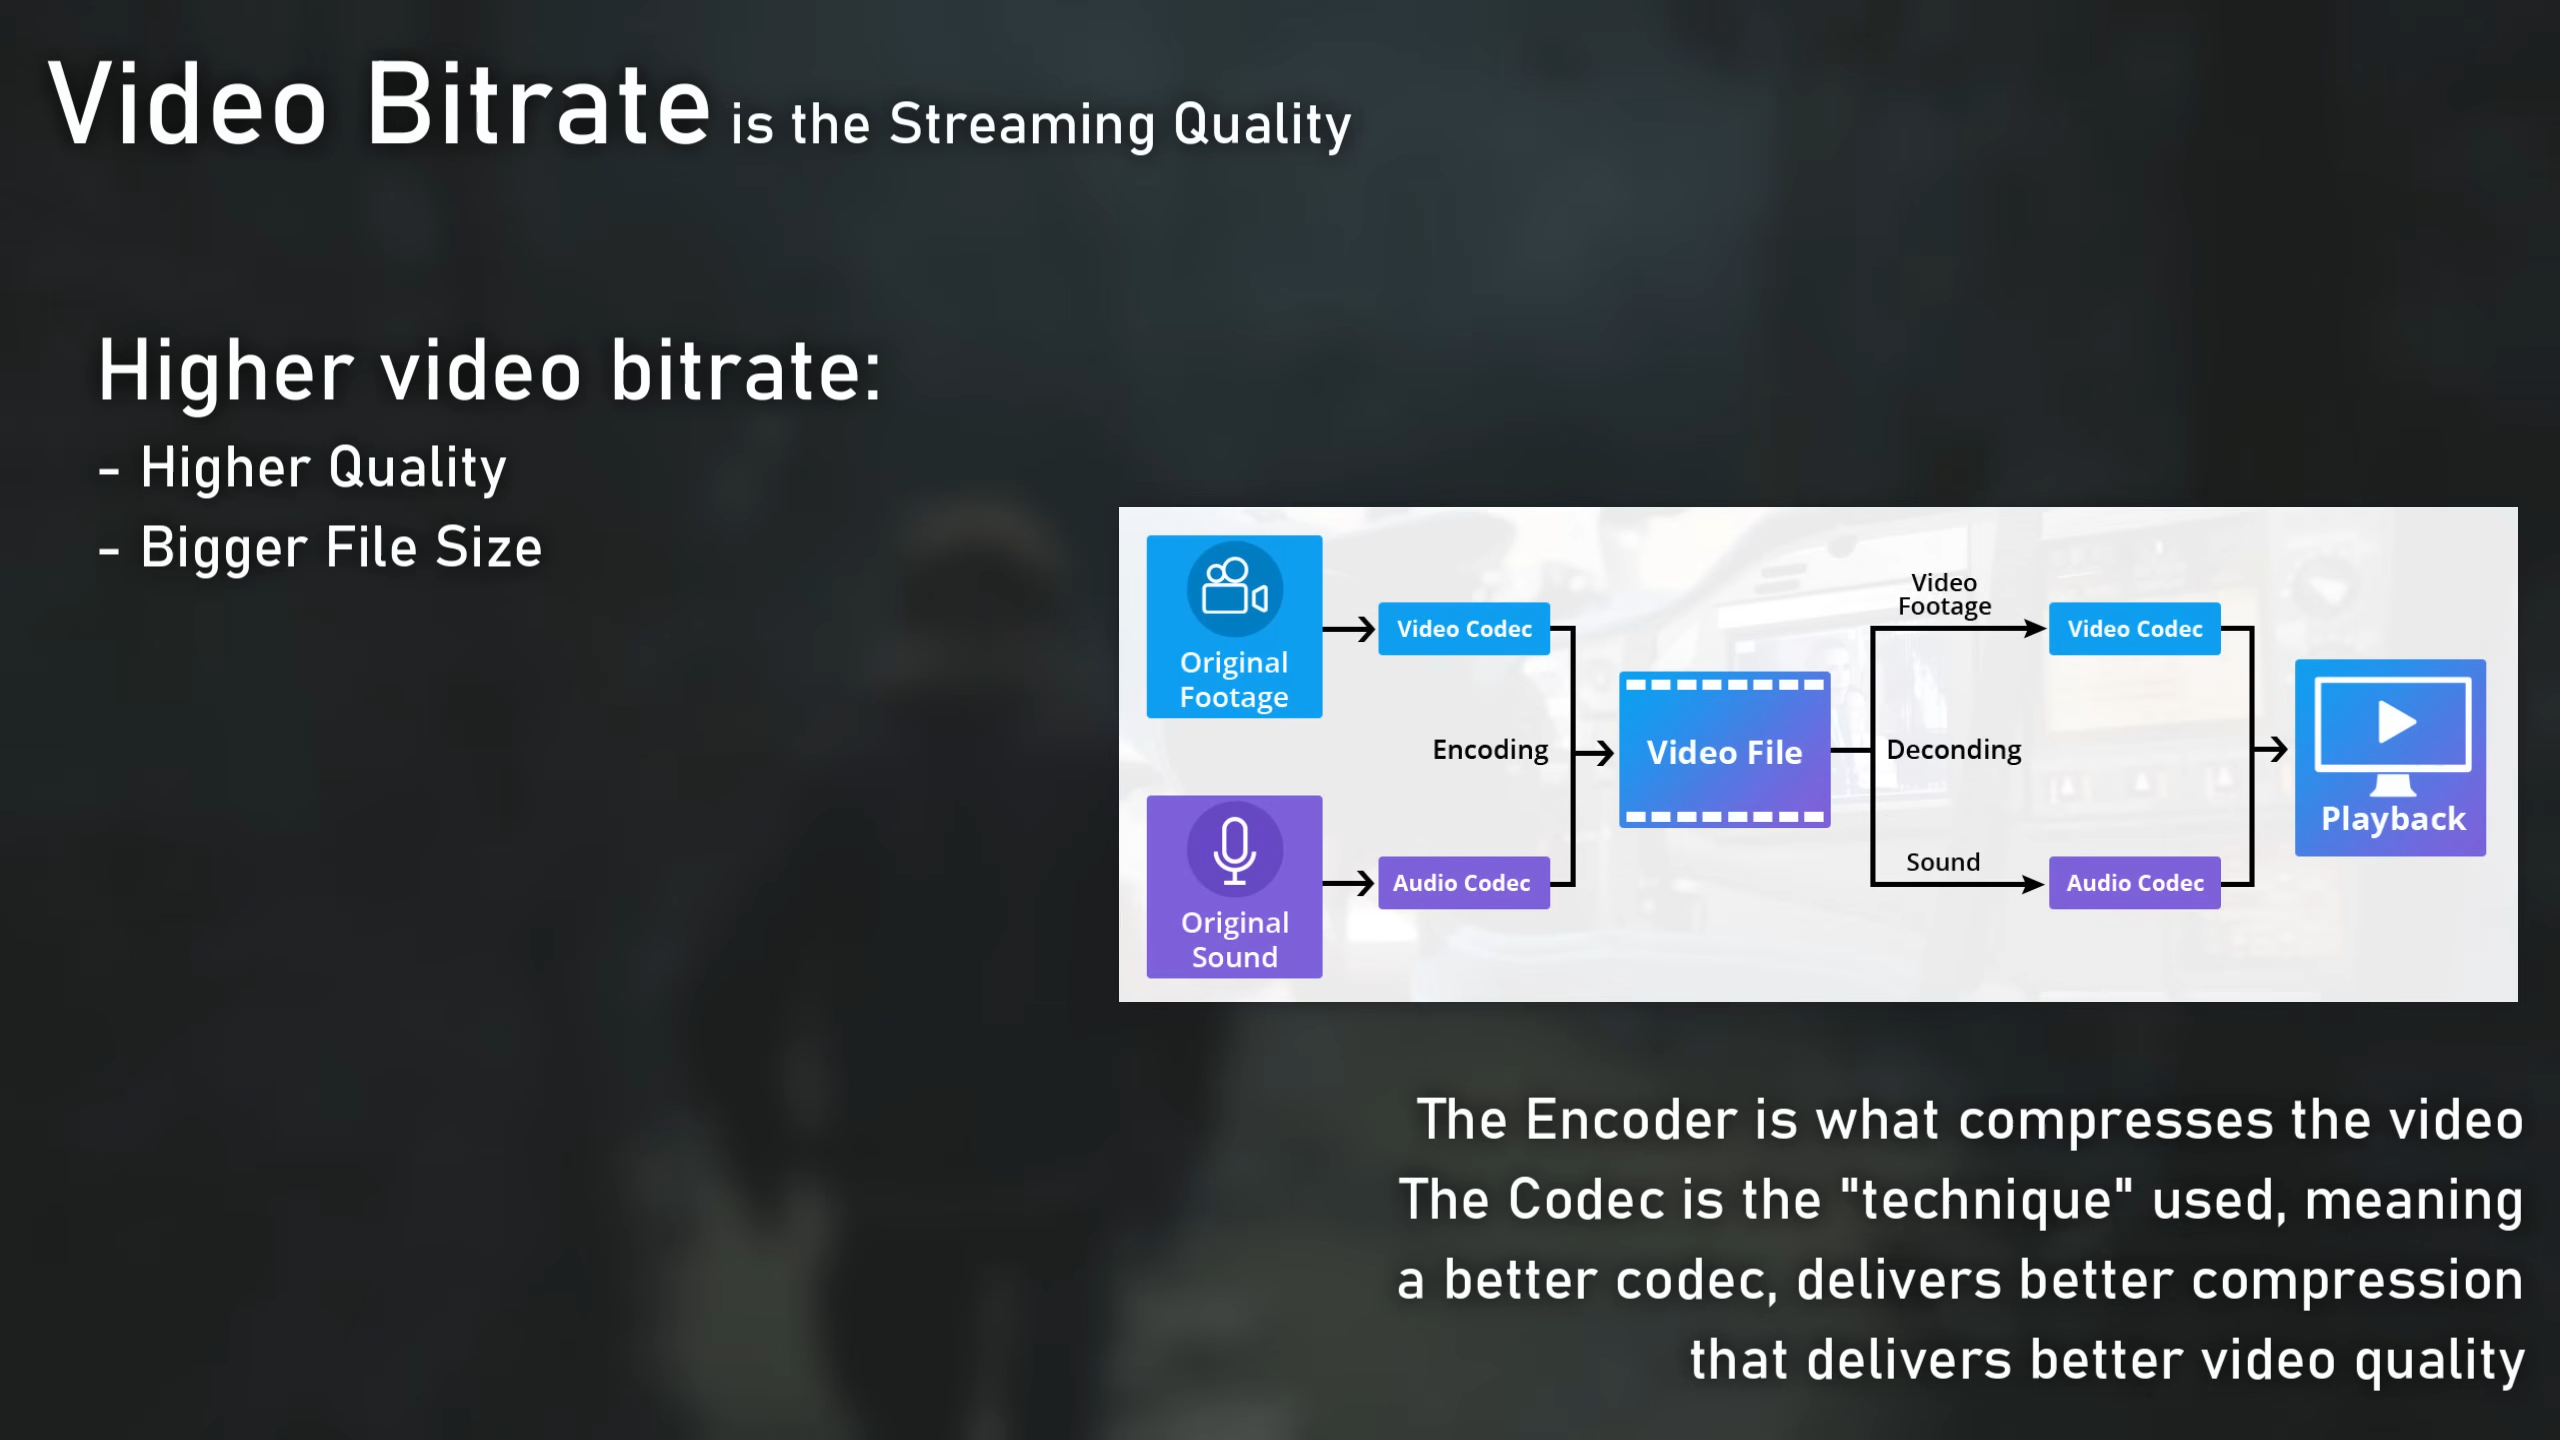 Video Bitrate is the Streaming Quality
Higher video bitrate:
- Higher Quality
- Bigger File Size
Original
Footage
Video Codec
Encoding
Original
Sound
Audio Codec
Video File
Video
Footage
Deconding
Sound
Video Codec
Audio Codec
Playback
The Encoder is what compresses the video
The Codec is the "technique" used, meaning
a better codec, delivers better compression
that delivers better video quality